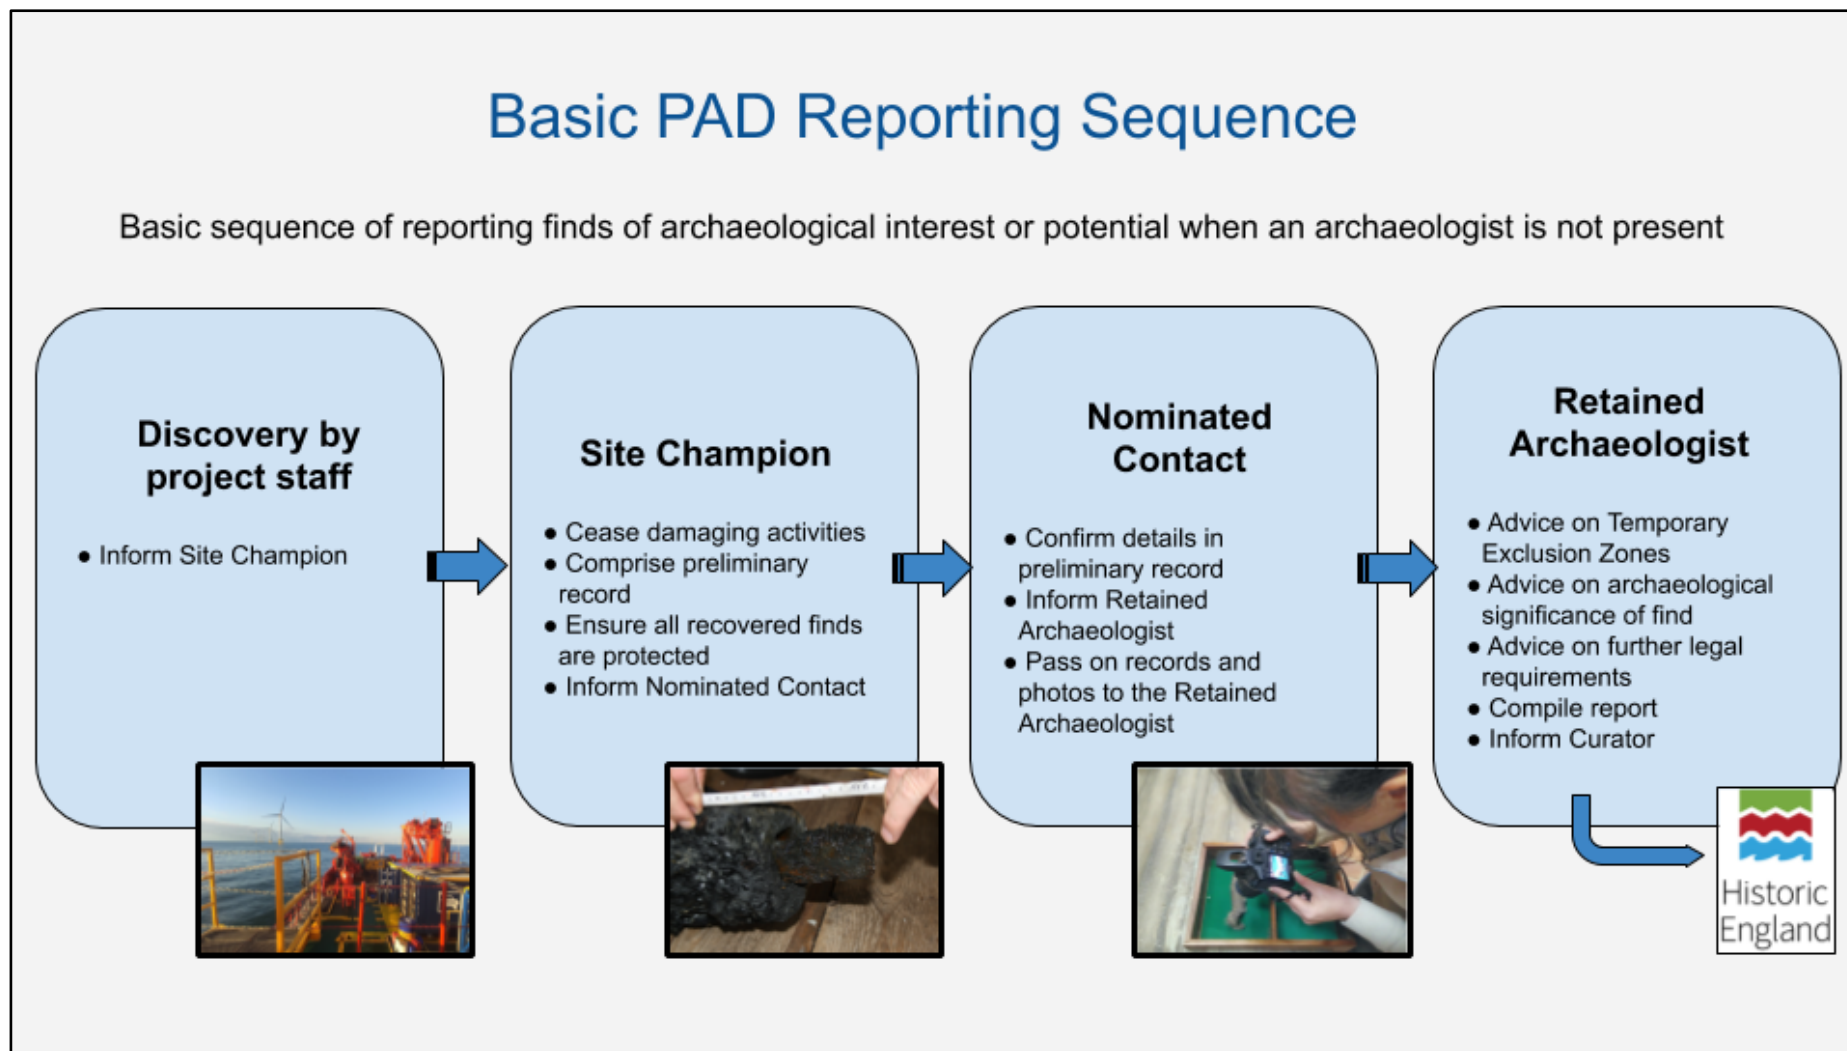 Basic PAD Reporting Sequence
Basic sequence of reporting finds of archaeological interest or potential when an archaeologist is not present
Discovery by
project staff
● Inform Site Champion
Site Champion
● Cease damaging activities
● Comprise preliminary
record
● Ensure all recovered finds
are protected
● Inform Nominated Contact
Nominated
Contact
● Confirm details in
preliminary record
● Inform Retained
Archaeologist
● Pass on records and
photos to the Retained
Archaeologist
Retained
Archaeologist
● Advice on Temporary
Exclusion Zones
● Advice on archaeological
significance of find
● Advice on further legal
requirements
● Compile report
● Inform Curator
Historic
England